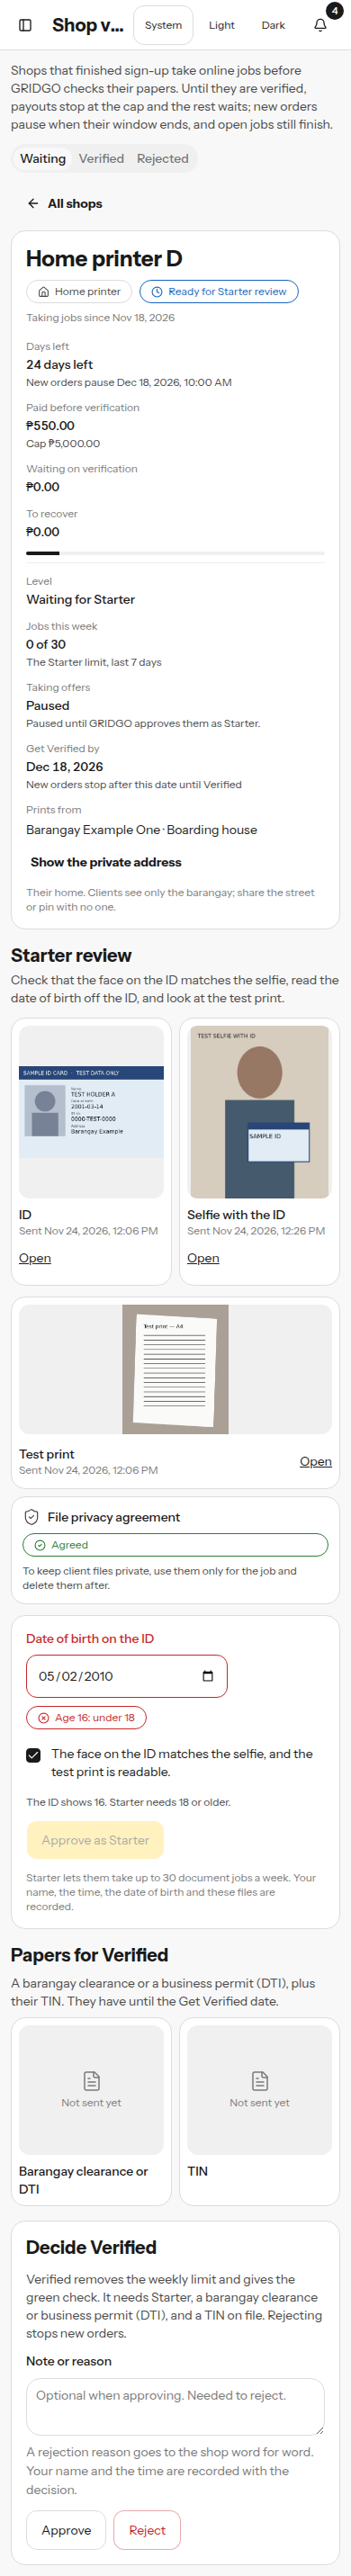 Shop v...
System
Light
Dark
4
Shops that finished sign-up take online jobs before
GRIDGO checks their papers. Until they are verified,
payouts stop at the cap and the rest waits; new orders
pause when their window ends, and open jobs still finish.
Waiting
Verified
Rejected
All shops
Home printer D
Home printer
Ready for Starter review
Taking jobs since Nov 18, 2026
Days left
24 days left
New orders pause Dec 18, 2026, 10:00 AM
Paid before verification
₱550.00
Cap ₱5,000.00
Waiting on verification
₱0.00
To recover
₱0.00
Level
Waiting for Starter
Jobs this week
0 of 30
The Starter limit, last 7 days
Taking offers
Paused
Paused until GRIDGO approves them as Starter.
Get Verified by
Dec 18, 2026
New orders stop after this date until Verified
Prints from
Barangay Example One · Boarding house
Show the private address
Their home. Clients see only the barangay; share the street
or pin with no one.
Starter review
Check that the face on the ID matches the selfie, read the
date of birth off the ID, and look at the test print.
SAMPLE ID CARD · TEST DATA ONLY
Name
TEST HOLDER A
2001-03-14
0000-TEST-0000
Address
Barangay Example
TEST SELFIE WITH ID
SAMPLE ID
ID
Sent Nov 24, 2026, 12:06 PM
Open
Selfie with the ID
Sent Nov 24, 2026, 12:26 PM
Open
Test print — A4
Test print
Sent Nov 24, 2026, 12:06 PM
Open
File privacy agreement
Agreed
To keep client files private, use them only for the job and
delete them after.
Date of birth on the ID
05/02/2010
Age 16: under 18
The face on the ID matches the selfie, and the
test print is readable.
The ID shows 16. Starter needs 18 or older.
Approve as Starter
Starter lets them take up to 30 document jobs a week. Your
name, the time, the date of birth and these files are
recorded.
Papers for Verified
A barangay clearance or a business permit (DTI), plus
their TIN. They have until the Get Verified date.
Not sent yet
Not sent yet
Barangay clearance or
DTI
TIN
Decide Verified
Verified removes the weekly limit and gives the
green check. It needs Starter, a barangay clearance
or business permit (DTI), and a TIN on file. Rejecting
stops new orders.
Note or reason
Optional when approving. Needed to reject.
A rejection reason goes to the shop word for word.
Your name and the time are recorded with the
decision.
Approve
Reject